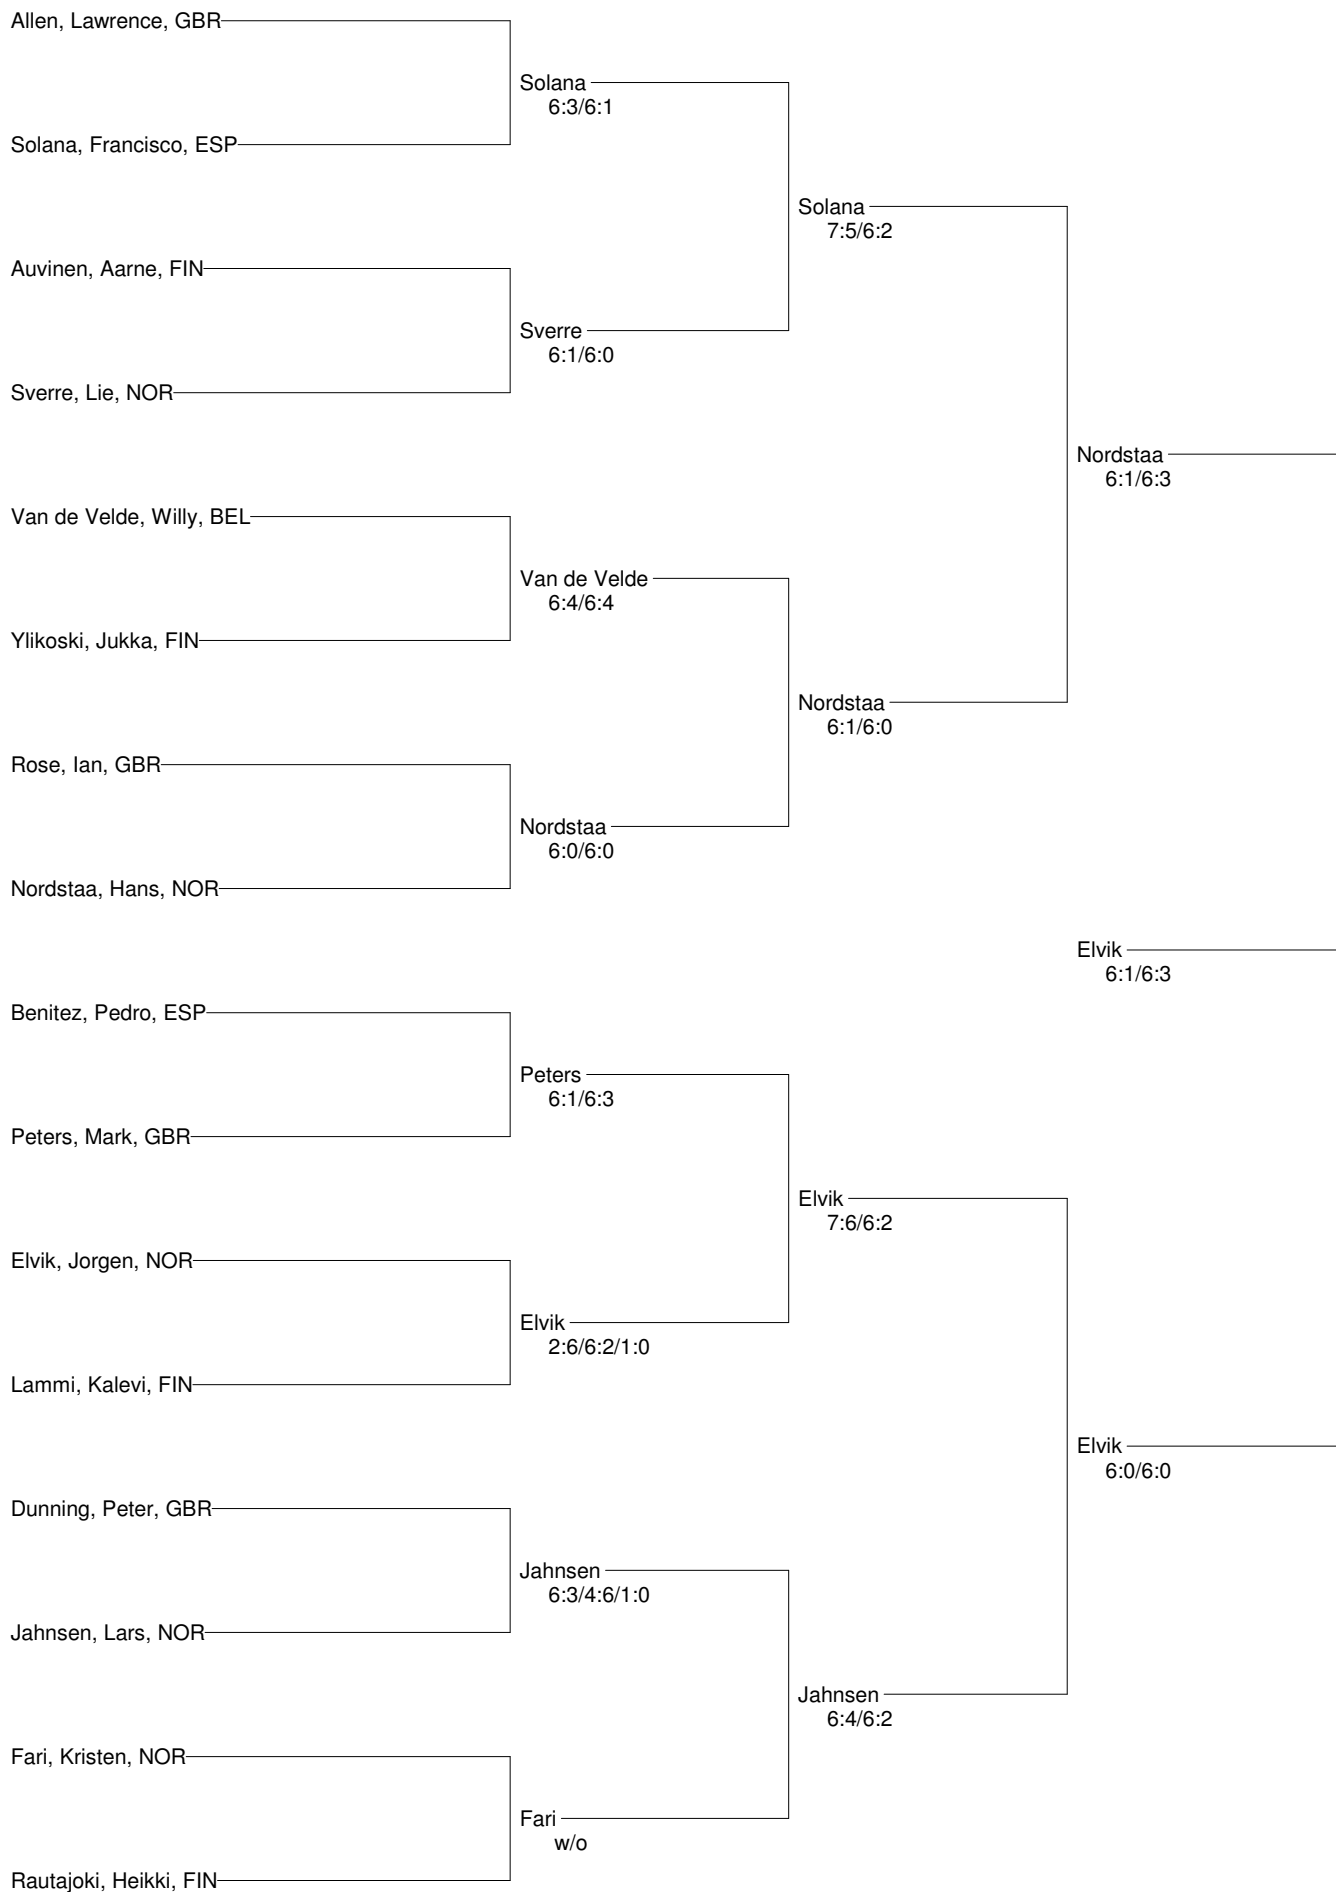 Allen, Lawrence, GBR
Solana
6:3/6:1
Solana, Francisco, ESP
Solana
7:5/6:2
Auvinen, Aarne, FIN
Sverre
6:1/6:0
Sverre, Lie, NOR
Nordstaa
6:1/6:3
Van de Velde, Willy, BEL
Van de Velde
6:4/6:4
Ylikoski, Jukka, FIN
Nordstaa
6:1/6:0
Rose, Ian, GBR
Nordstaa
6:0/6:0
Nordstaa, Hans, NOR
Elvik
6:1/6:3
Benitez, Pedro, ESP
Peters
6:1/6:3
Peters, Mark, GBR
Elvik
7:6/6:2
Elvik, Jorgen, NOR
Elvik
2:6/6:2/1:0
Lammi, Kalevi, FIN
Elvik
6:0/6:0
Dunning, Peter, GBR
Jahnsen
6:3/4:6/1:0
Jahnsen, Lars, NOR
Jahnsen
6:4/6:2
Fari, Kristen, NOR
Fari
w/o
Rautajoki, Heikki, FIN